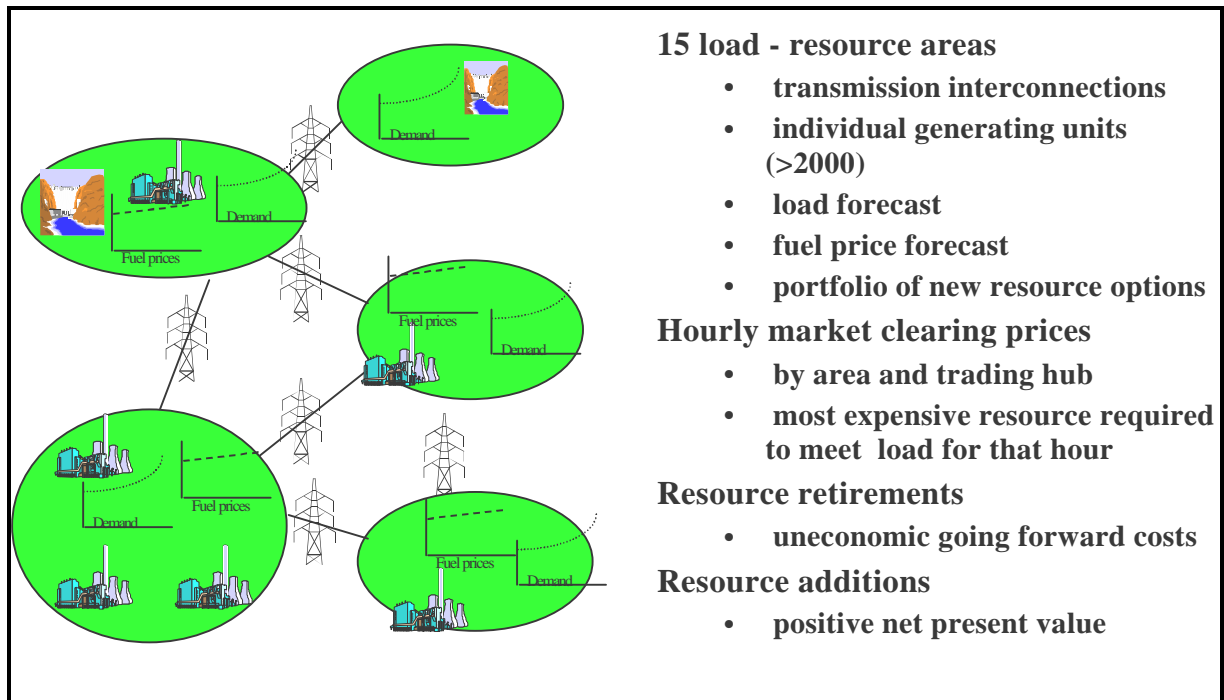 Demand
Demand
Fuel prices
Fuel prices
Demand
Fuel prices
Demand
Fuel prices
Demand
15 load - resource areas
• transmission interconnections
• individual generating units
(>2000)
• load forecast
• fuel price forecast
• portfolio of new resource options
Hourly market clearing prices
• by area and trading hub
• most expensive resource required
to meet load for that hour
Resource retirements
• uneconomic going forward costs
Resource additions
• positive net present value